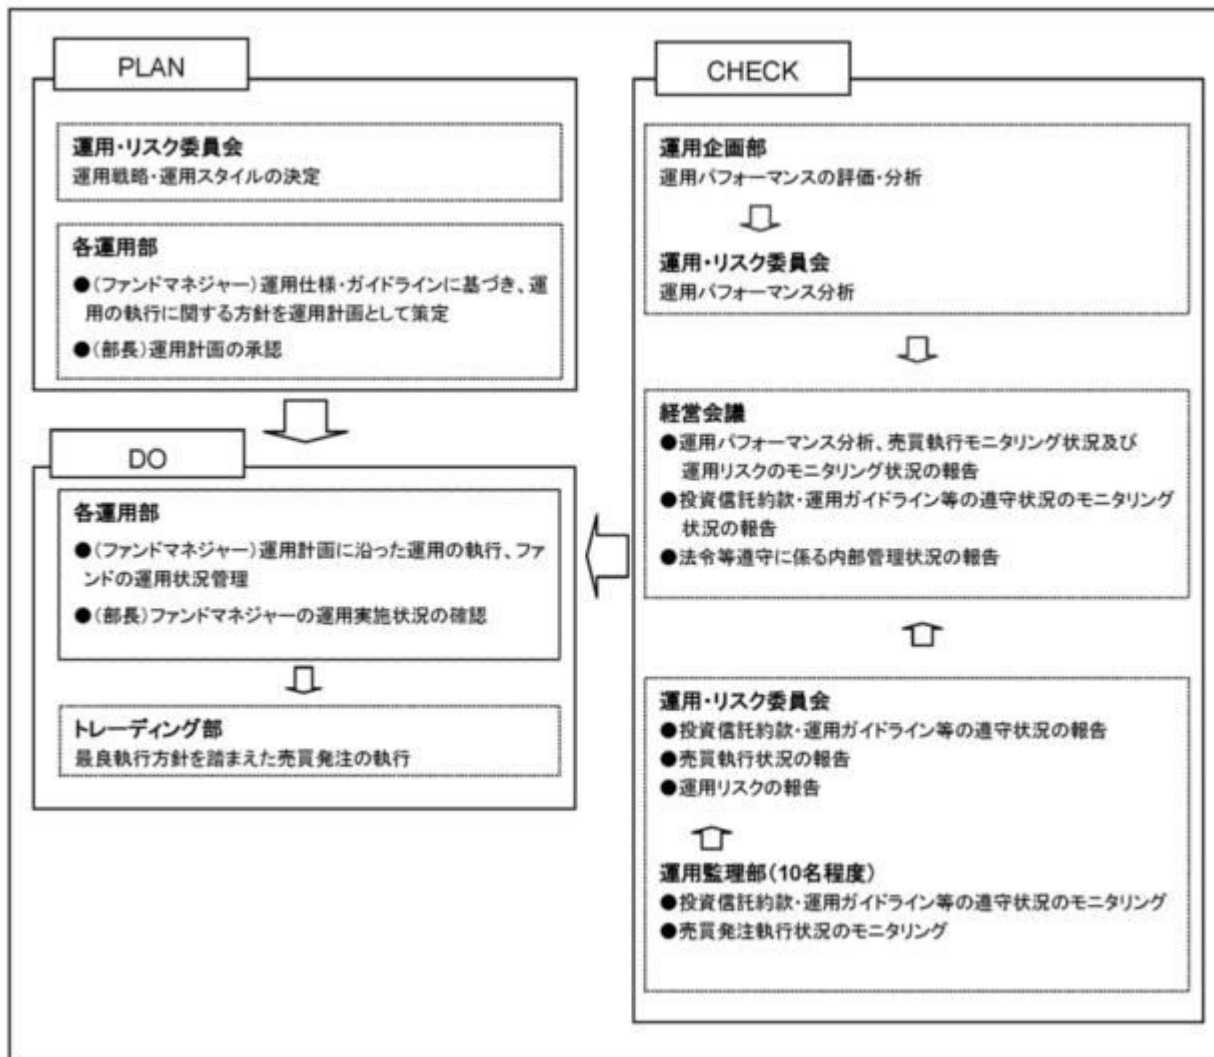 PLAN
運用・リスク委員会
運用戦略・運用スタイルの決定
各運用部
●(ファンドマネジャー)運用仕様・ガイドラインに基づき、運
用の執行に関する方針を運用計画として策定
●(部長)運用計画の承認
DO
各運用部
●(ファンドマネジャー)運用計画に沿った運用の執行、ファ
ンドの運用状況管理
●(部長)ファンドマネジャーの運用実施状況の確認
トレーディング部
最良執行方針を踏まえた売買発注の執行
CHECK
運用企画部
運用パフォーマンスの評価・分析
運用・リスク委員会
運用パフォーマンス分析
経営会議
●運用パフォーマンス分析、売買執行モニタリング状況及び
運用リスクのモニタリング状況の報告
●投資信託約款・運用ガイドライン等の遵守状況のモニタリング
状況の報告
●法令等遵守に係る内部管理状況の報告
運用・リスク委員会
●投資信託約款・運用ガイドライン等の遵守状況の報告
●売買執行状況の報告
●運用リスクの報告
運用監理部(10名程度)
●投資信託約款・運用ガイドライン等の遵守状況のモニタリング
●売買発注執行状況のモニタリング